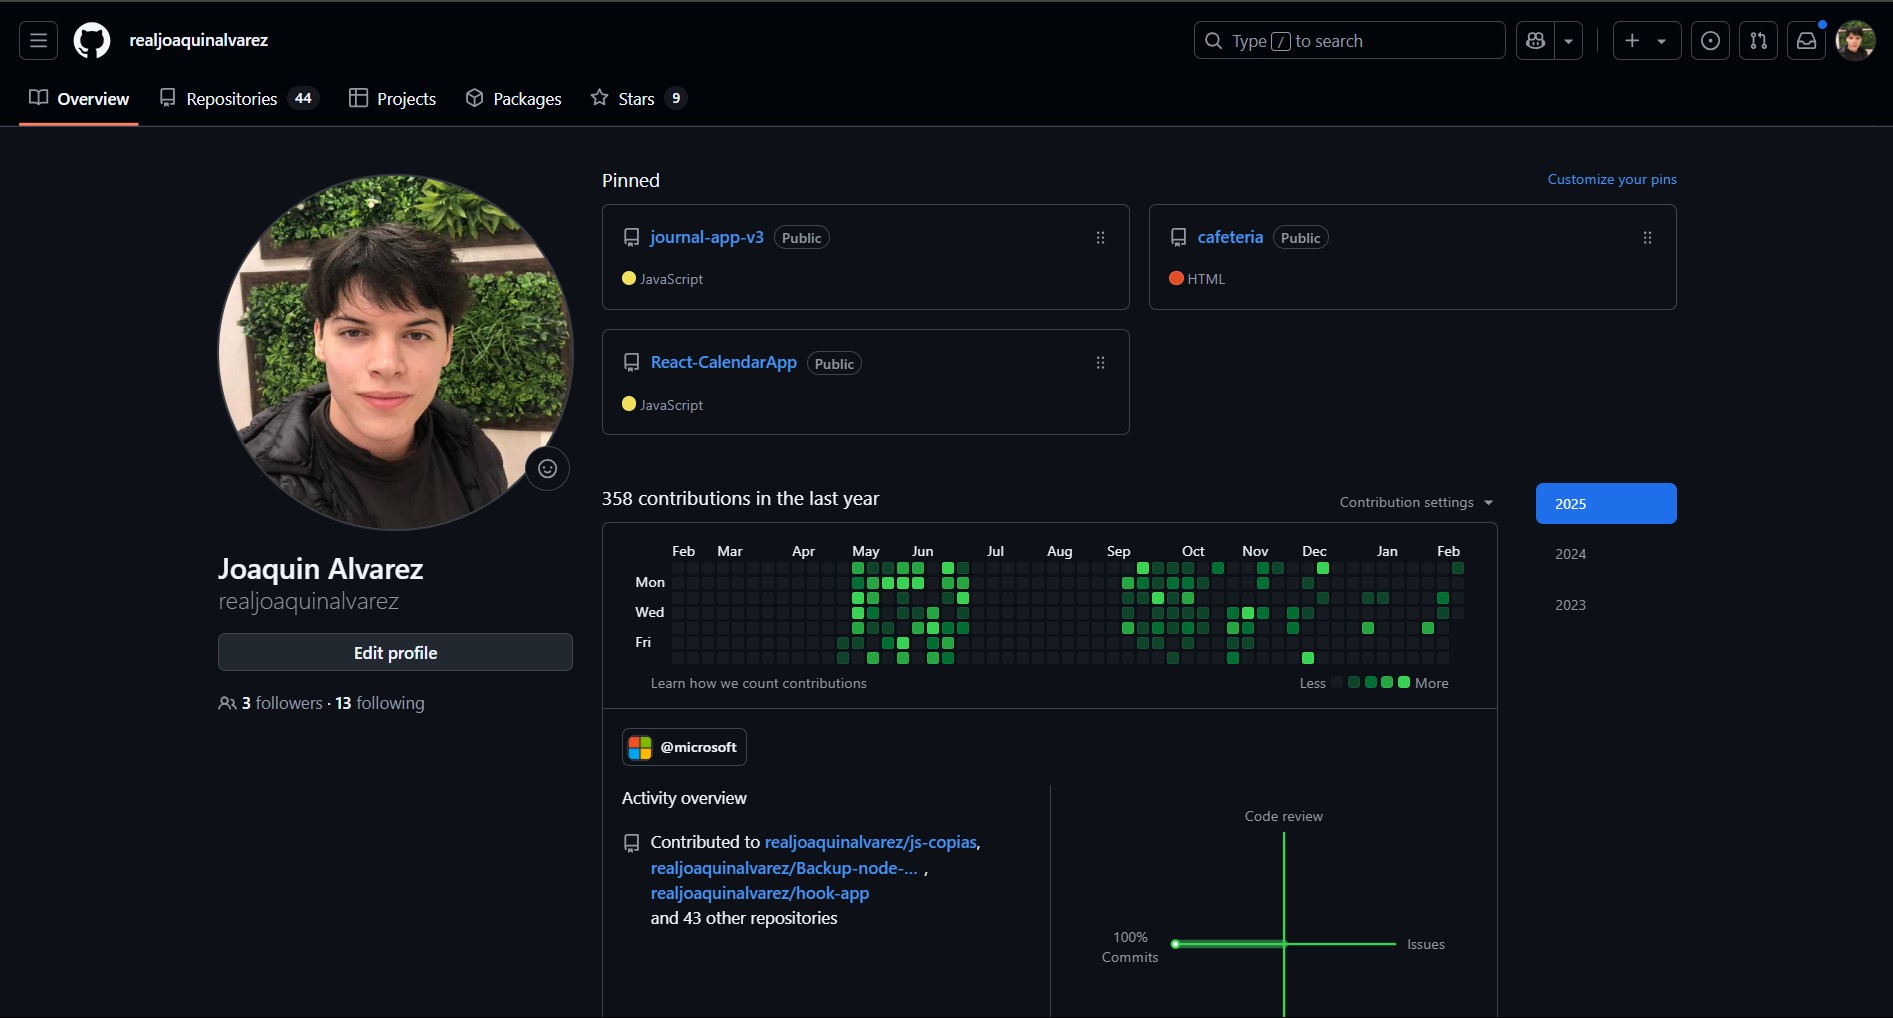 realjoaquinalvarez
Type / to search
Overview
Repositories 44
Projects
Packages
Stars 9
Joaquin Alvarez
realjoaquinalvarez
Edit profile
3 followers · 13 following
Pinned
Customize your pins
journal-app-v3 Public
JavaScript
cafeteria Public
HTML
React-CalendarApp Public
JavaScript
358 contributions in the last year
Contribution settings
2025
2024
2023
Feb Mar Apr May Jun Jul Aug Sep Oct Nov Dec Jan Feb
Mon
Wed
Fri
Learn how we count contributions
Less More
@microsoft
Activity overview
Contributed to realjoaquinalvarez/js-copias,
realjoaquinalvarez/Backup-node-... ,
realjoaquinalvarez/hook-app
and 43 other repositories
Code review
100%
Commits
Issues